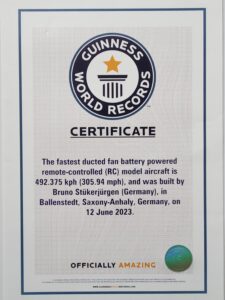 GUINNESS
WORLD RECORDS
CERTIFICATE
The fastest ducted fan battery powered
remote-controlled (RC) model aircraft is
492.375 kph (305.94 mph), and was built by
Bruno Stükerjürgen (Germany), in
Ballenstedt, Saxony-Anhaly, Germany, on
12 June 2023.
OFFICIALLY AMAZING